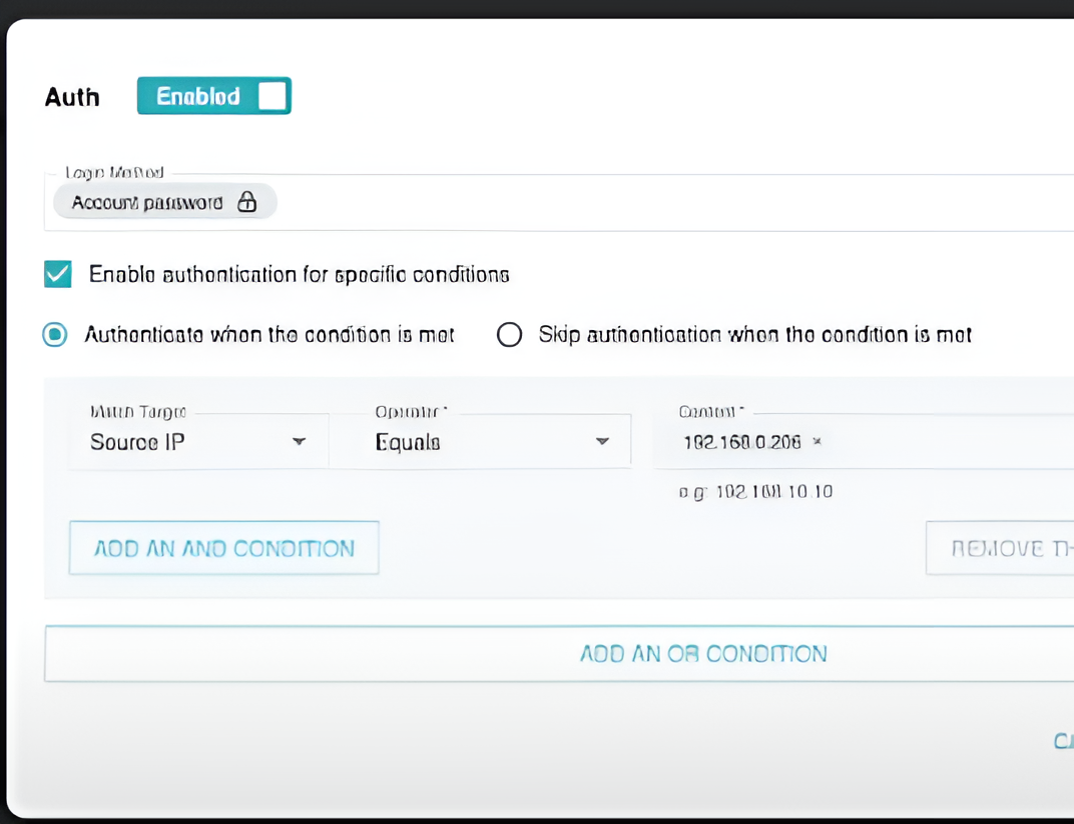 Auth Enabled
Login Method
Account password
Enable authentication for specific conditions
Authenticate when the condition is met Skip authentication when the condition is met
Match Target Operator * Content *
Source IP Equals 192.168.0.206 ×
e.g: 192.168.10.10
ADD AN AND CONDITION REMOVE
ADD AN OR CONDITION